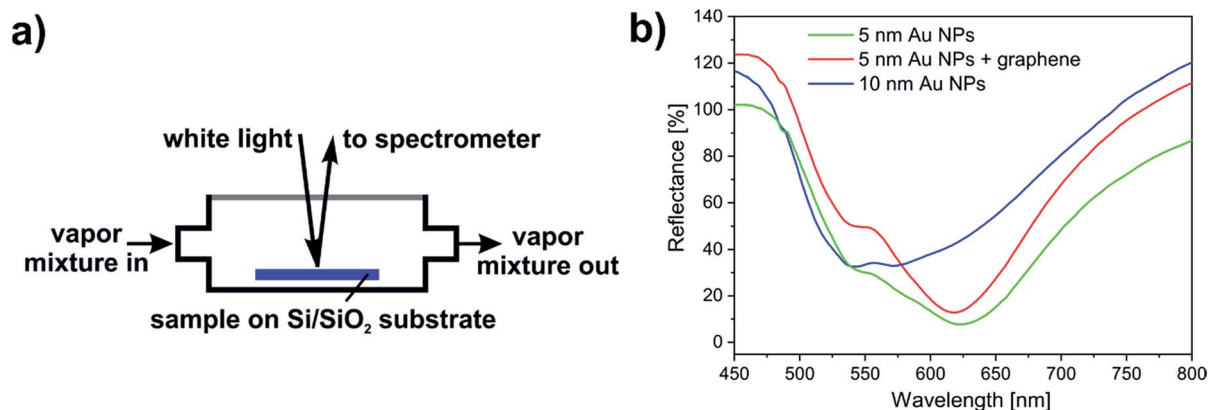 a)
white light
to spectrometer
vapor
mixture in
vapor
mixture out
sample on Si/SiO₂ substrate
b)
5 nm Au NPs
5 nm Au NPs + graphene
10 nm Au NPs
Reflectance [%]
140
120
100
80
60
40
20
0
450 500 550 600 650 700 750 800
Wavelength [nm]